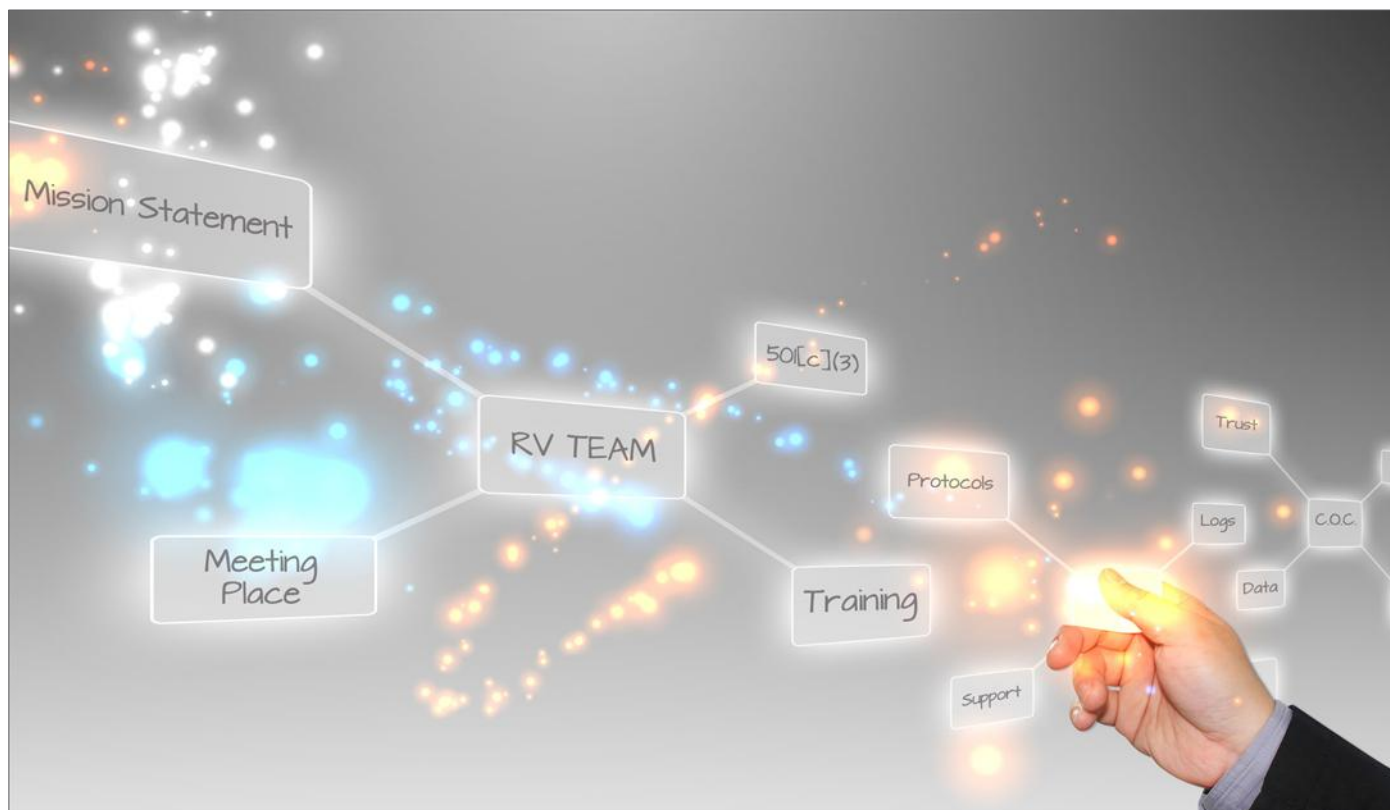 Mission Statement
501[c](3)
RV TEAM
Trust
Protocols
Logs
C.O.C.
Meeting
Place
Training
Data
Support